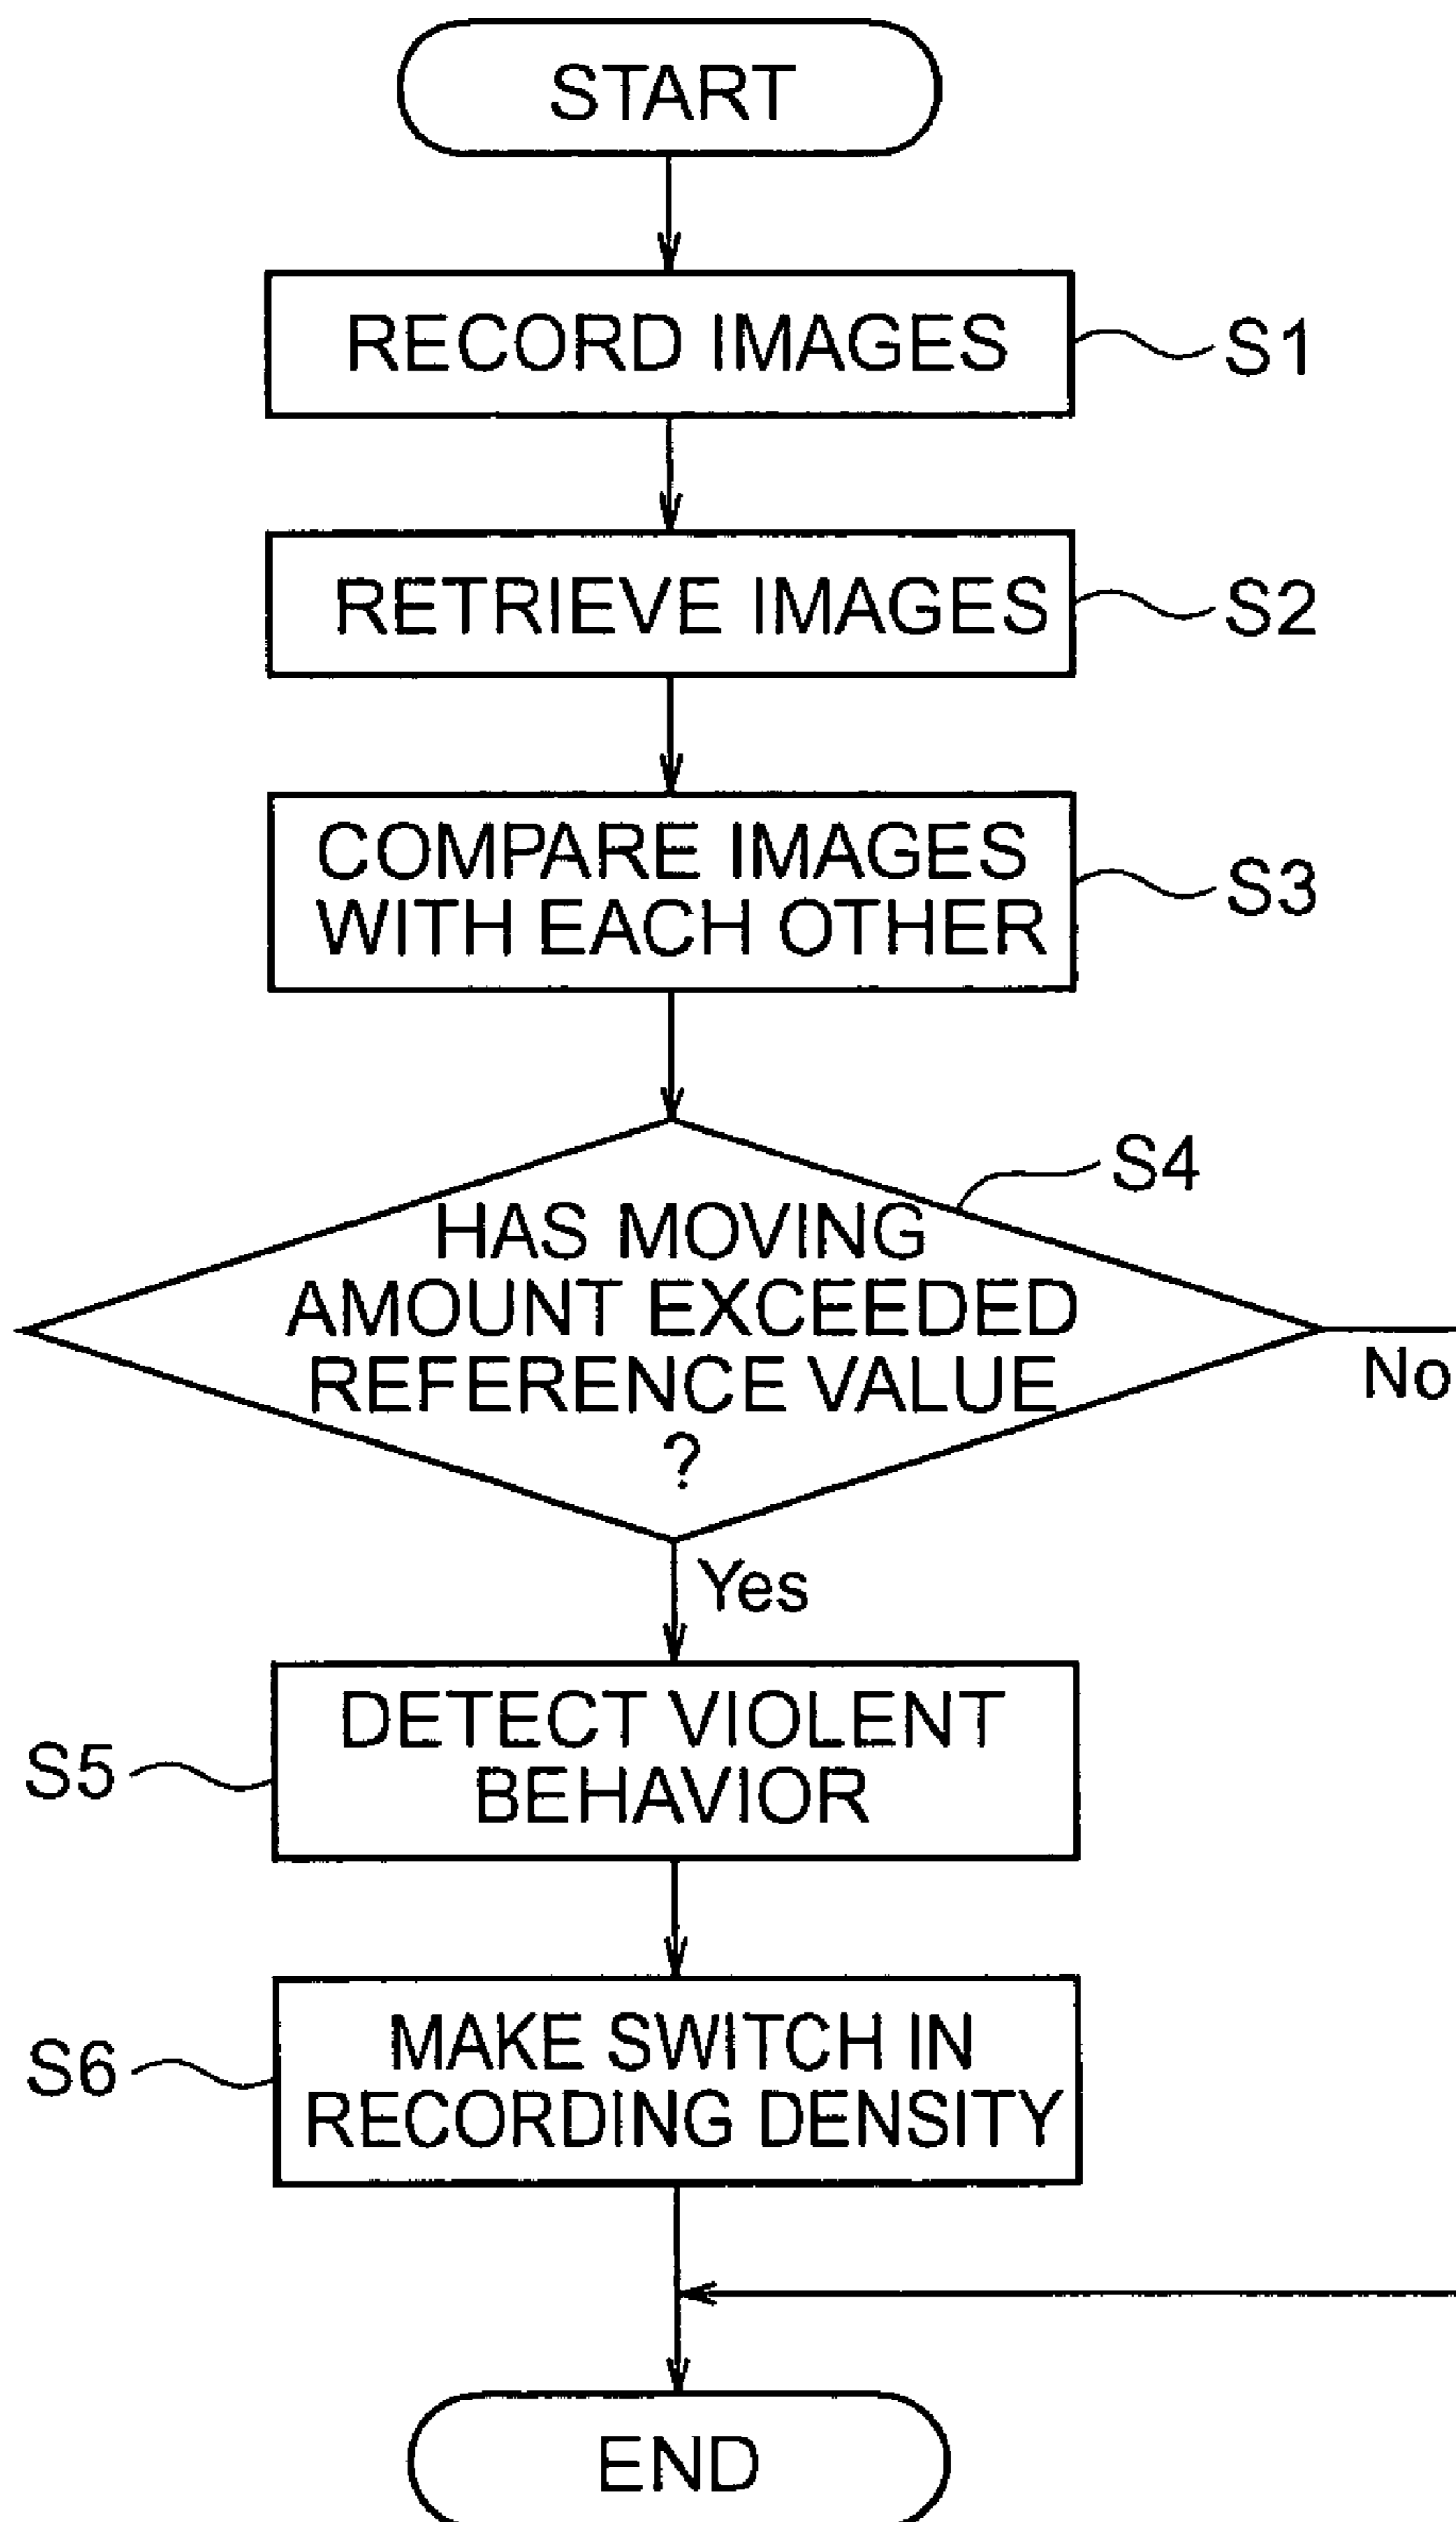 START
RECORD IMAGES
S1
RETRIEVE IMAGES
S2
COMPARE IMAGES
WITH EACH OTHER
S3
S4
HAS MOVING
AMOUNT EXCEEDED
REFERENCE VALUE
?
No
Yes
DETECT VIOLENT
BEHAVIOR
S5
MAKE SWITCH IN
RECORDING DENSITY
S6
END